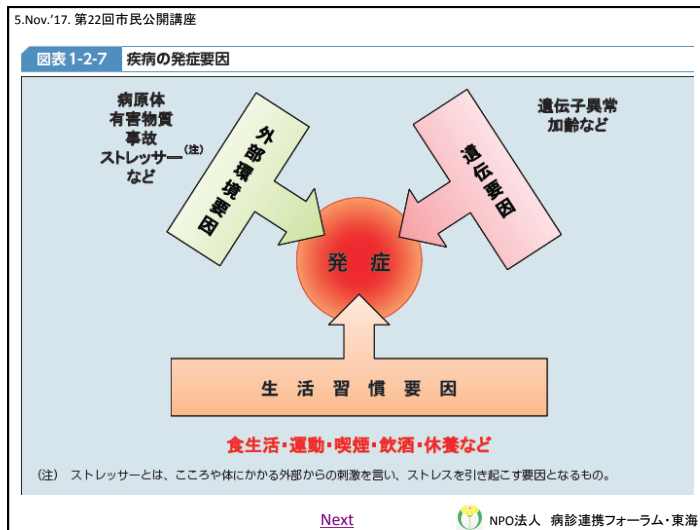 5.Nov.'17. 第22回市民公開講座
図表1-2-7 疾病の発症要因
病原体
有害物質
事故
ストレッサー(注)
など
外部環境要因
遺伝子異常
加齢など
遺伝要因
発 症
生 活 習 慣 要 因
食生活・運動・喫煙・飲酒・休養など
(注) ストレッサーとは、こころや体にかかる外部からの刺激を言い、ストレスを引き起こす要因となるもの。
Next
NPO法人 病診連携フォーラム・東海